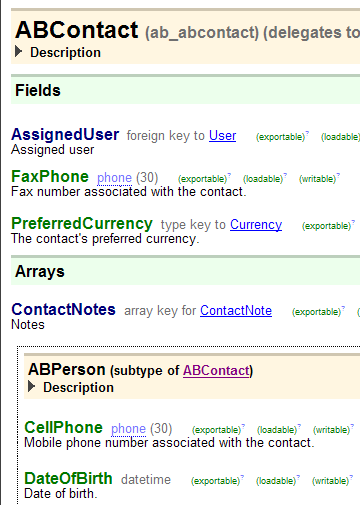 ABContact (ab_abcontact) (delegates to
Description
Fields
AssignedUser foreign key to User (exportable)? (loadable
Assigned user
FaxPhone phone (30) (exportable)? (loadable)? (writable)?
Fax number associated with the contact.
PreferredCurrency type key to Currency (exportable)?
The contact's preferred currency.
Arrays
ContactNotes array key for ContactNote (exportable)? (
Notes
ABPerson (subtype of ABContact)
Description
CellPhone phone (30) (exportable)? (loadable)? (writable)?
Mobile phone number associated with the contact.
DateOfBirth datetime (exportable)? (loadable)? (writable)?
Date of birth.